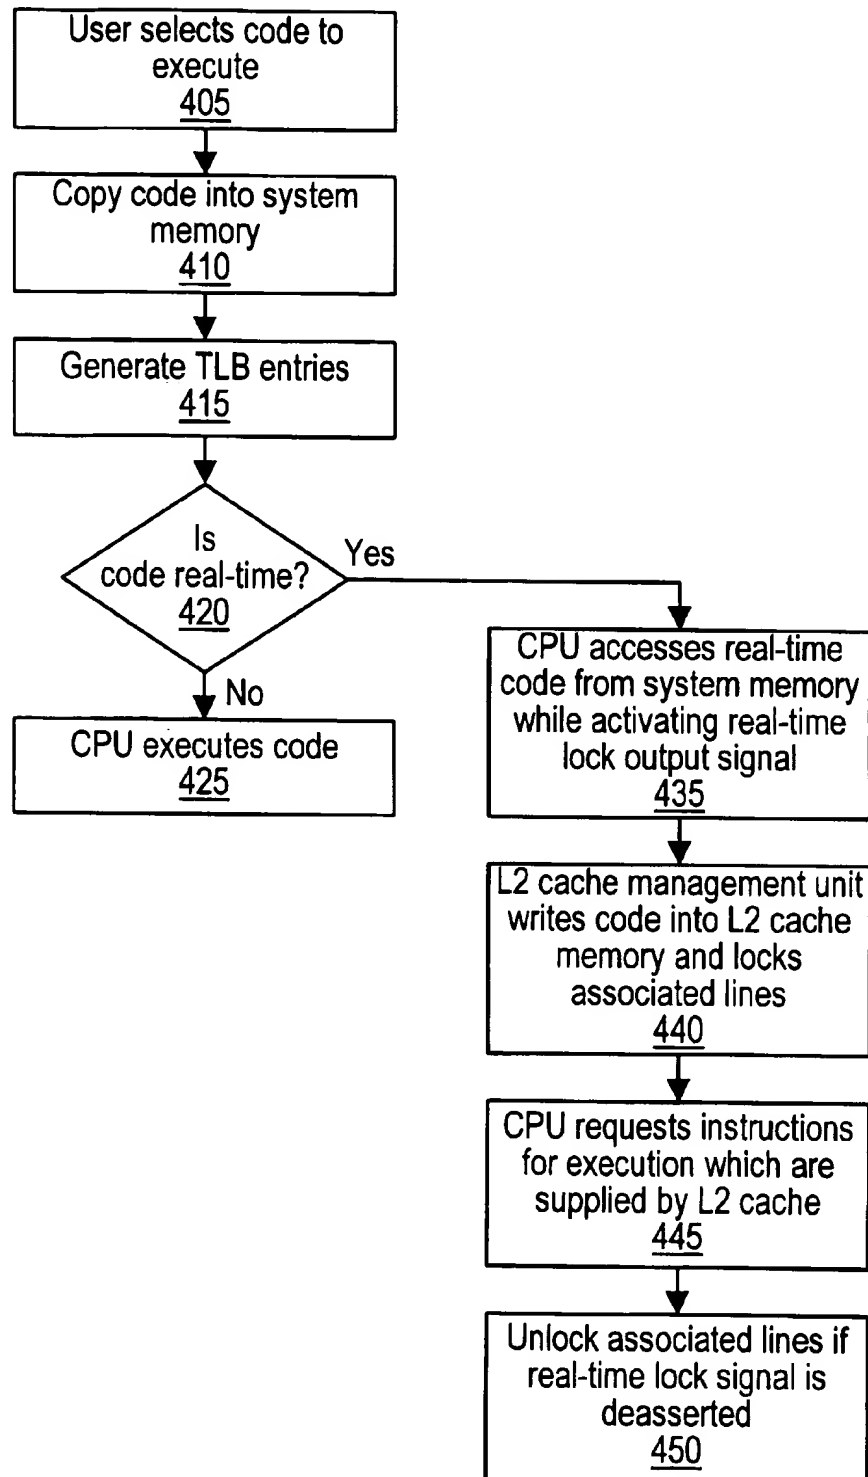 User selects code to
execute
405
Copy code into system
memory
410
Generate TLB entries
415
Is
code real-time?
420
Yes
No
CPU executes code
425
CPU accesses real-time
code from system memory
while activating real-time
lock output signal
435
L2 cache management unit
writes code into L2 cache
memory and locks
associated lines
440
CPU requests instructions
for execution which are
supplied by L2 cache
445
Unlock associated lines if
real-time lock signal is
deasserted
450